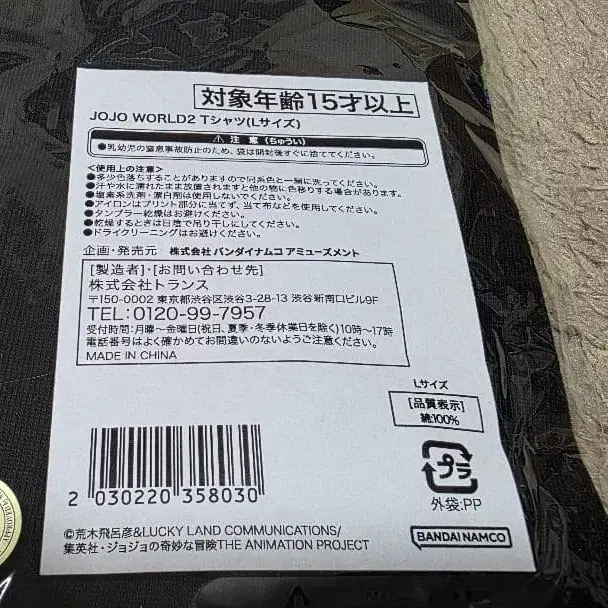 対象年齢15才以上
JOJO WORLD2 Tシャツ(Lサイズ)
⚠ 注 意 (ちゅうい)
●乳幼児の窒息事故防止のため、袋は開封後すぐに捨ててください。
<使用上の注意>
●多少色落ちすることがありますので同系色と一緒に洗ってください。
●汗や水に濡れたまま放置されますと他の物に色移りする場合があります。
●塩素系洗剤・漂白剤は使用しないでください。
●アイロンはプリント部分に当てず、当て布などを使用してください。
●タンブラー乾燥はお避けください。
●乾燥するときは日陰で吊り干しにしてください。
●ドライクリーニングはお避けください。
企画・発売元 株式会社バンダイナムコアミューズメント
[製造者]・[お問い合わせ先]
株式会社トランス
〒150-0002 東京都渋谷区渋谷3-28-13 渋谷新南口ビル9F
TEL:0120-99-7957
受付時間:月曜~金曜日(祝日、夏季・冬季休業日を除く)10時~17時
電話番号はよく確かめてお間違いのないようご注意ください。
MADE IN CHINA
Lサイズ
[品質表示]
綿:100%
プラ
外袋:PP
2 030220 358030
©荒木飛呂彦&LUCKY LAND COMMUNICATIONS/
集英社・ジョジョの奇妙な冒険THE ANIMATION PROJECT
BANDAI NAMCO